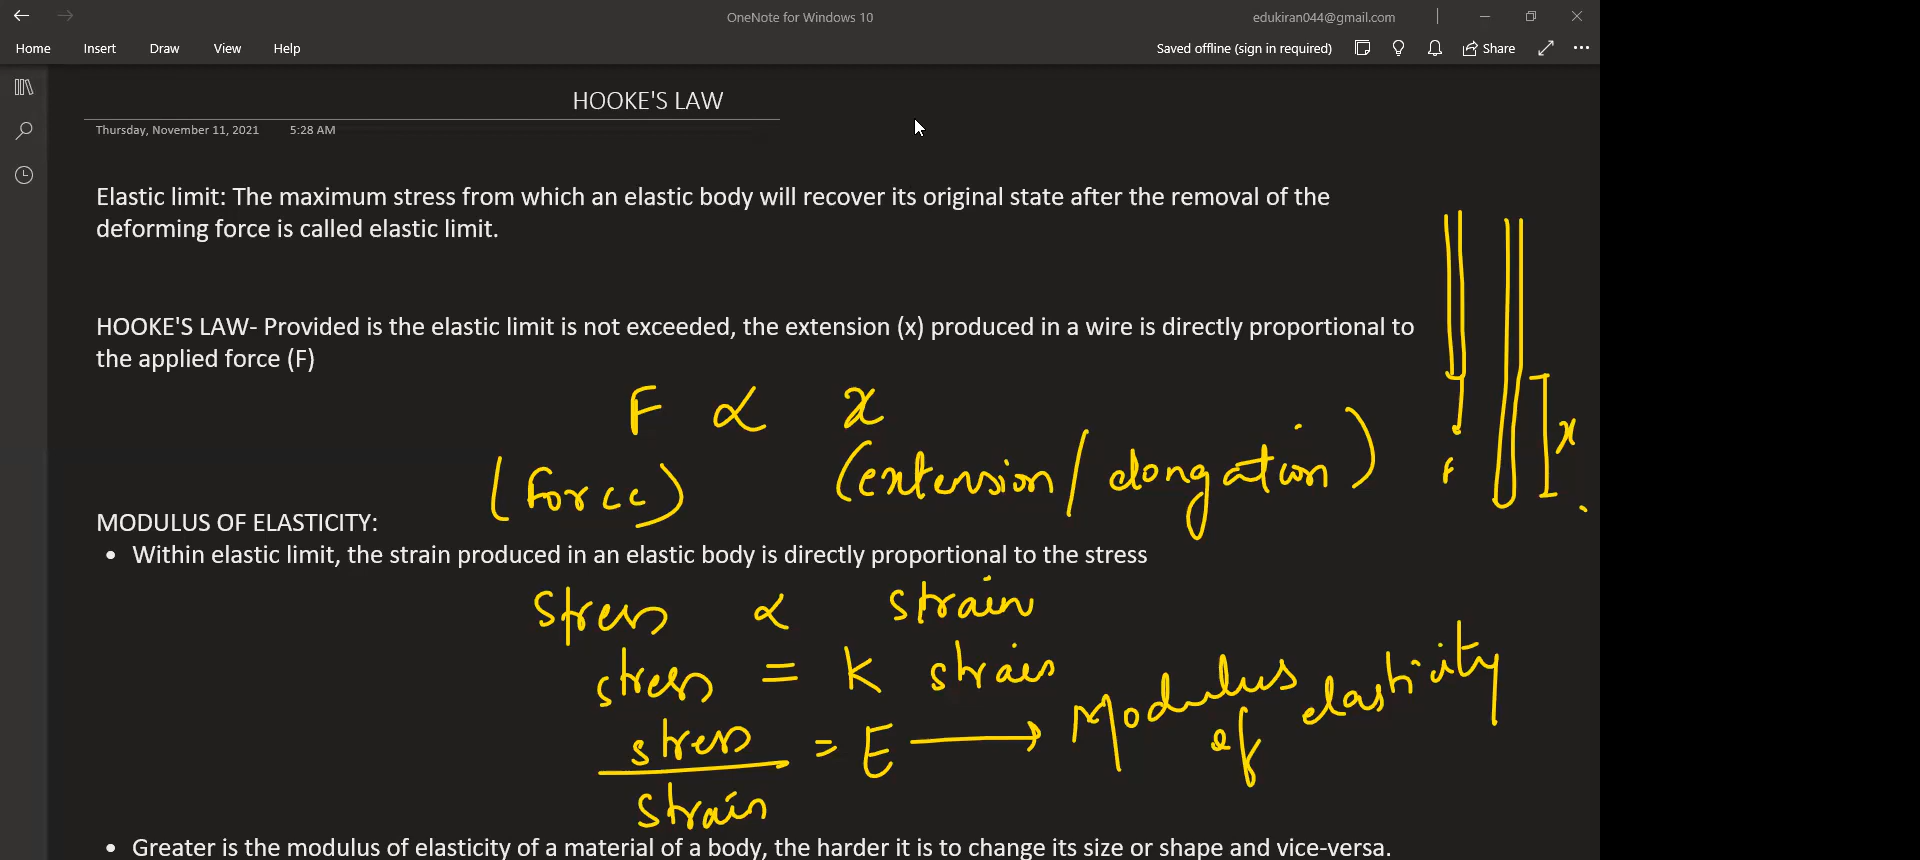 OneNote for Windows 10
edukiran044@gmail.com
Home Insert Draw View Help
Saved offline (sign in required) Share
HOOKE'S LAW
Thursday, November 11, 2021 5:28 AM
Elastic limit: The maximum stress from which an elastic body will recover its original state after the removal of the
deforming force is called elastic limit.
HOOKE'S LAW- Provided is the elastic limit is not exceeded, the extension (x) produced in a wire is directly proportional to
the applied force (F)
F ∝ x
(Force) (extension/elongation)
F
x
MODULUS OF ELASTICITY:
• Within elastic limit, the strain produced in an elastic body is directly proportional to the stress
stress ∝ strain
stress = K strain
stress
strain
= E → Modulus of elasticity
• Greater is the modulus of elasticity of a material of a body, the harder it is to change its size or shape and vice-versa.